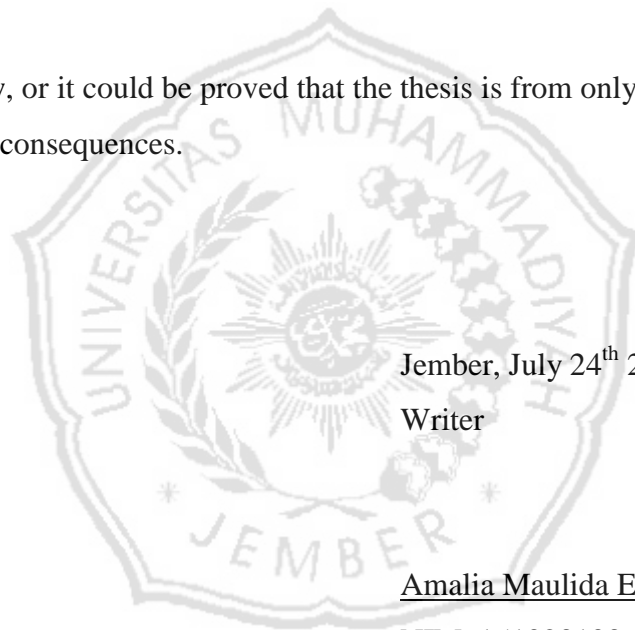 , or it could be proved that the thesis is from only
consequences.
Jember, July 24th 2
Writer
Amalia Maulida E
UNIVERSITAS MUHAMMADIYAH
JEMBER